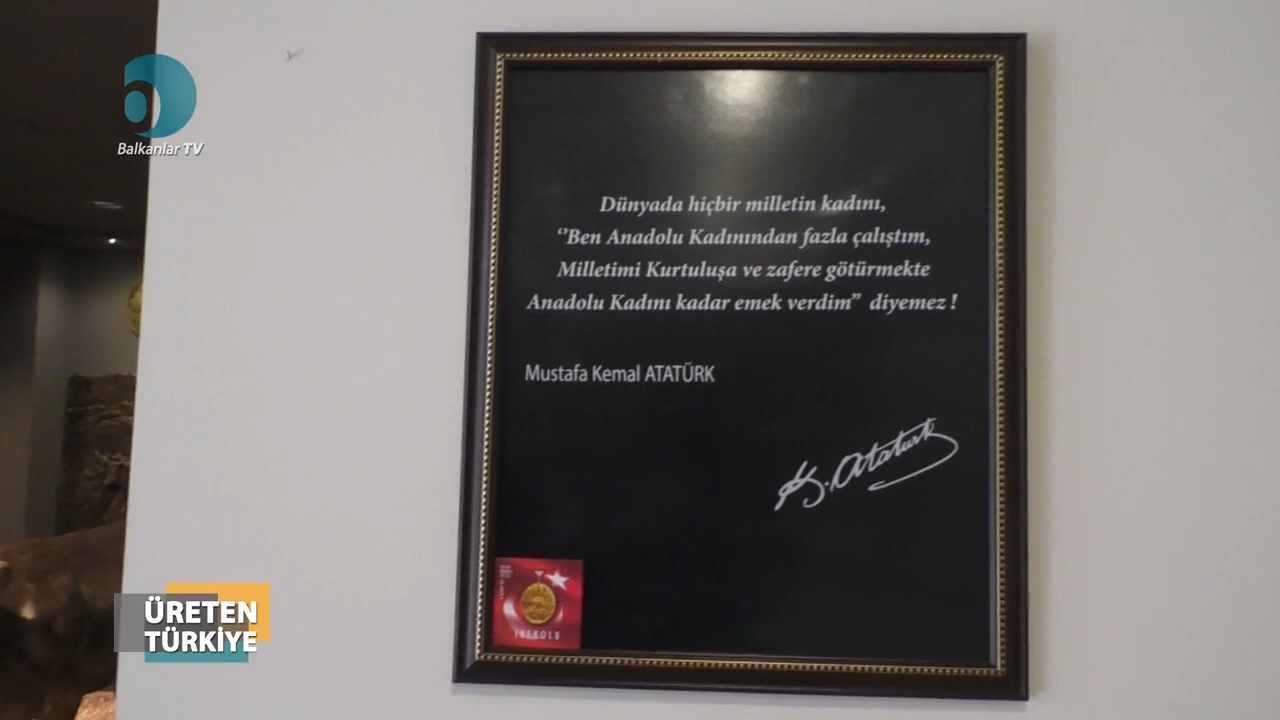 Balkanlar TV
Dünyada hiçbir milletin kadını,
‘’Ben Anadolu Kadınından fazla çalıştım,
Milletimi Kurtuluşa ve zafere götürmekte
Anadolu Kadını kadar emek verdim” diyemez !
Mustafa Kemal ATATÜRK
K. Atatürk
İNEBOLU
ÜRETEN
TÜRKİYE